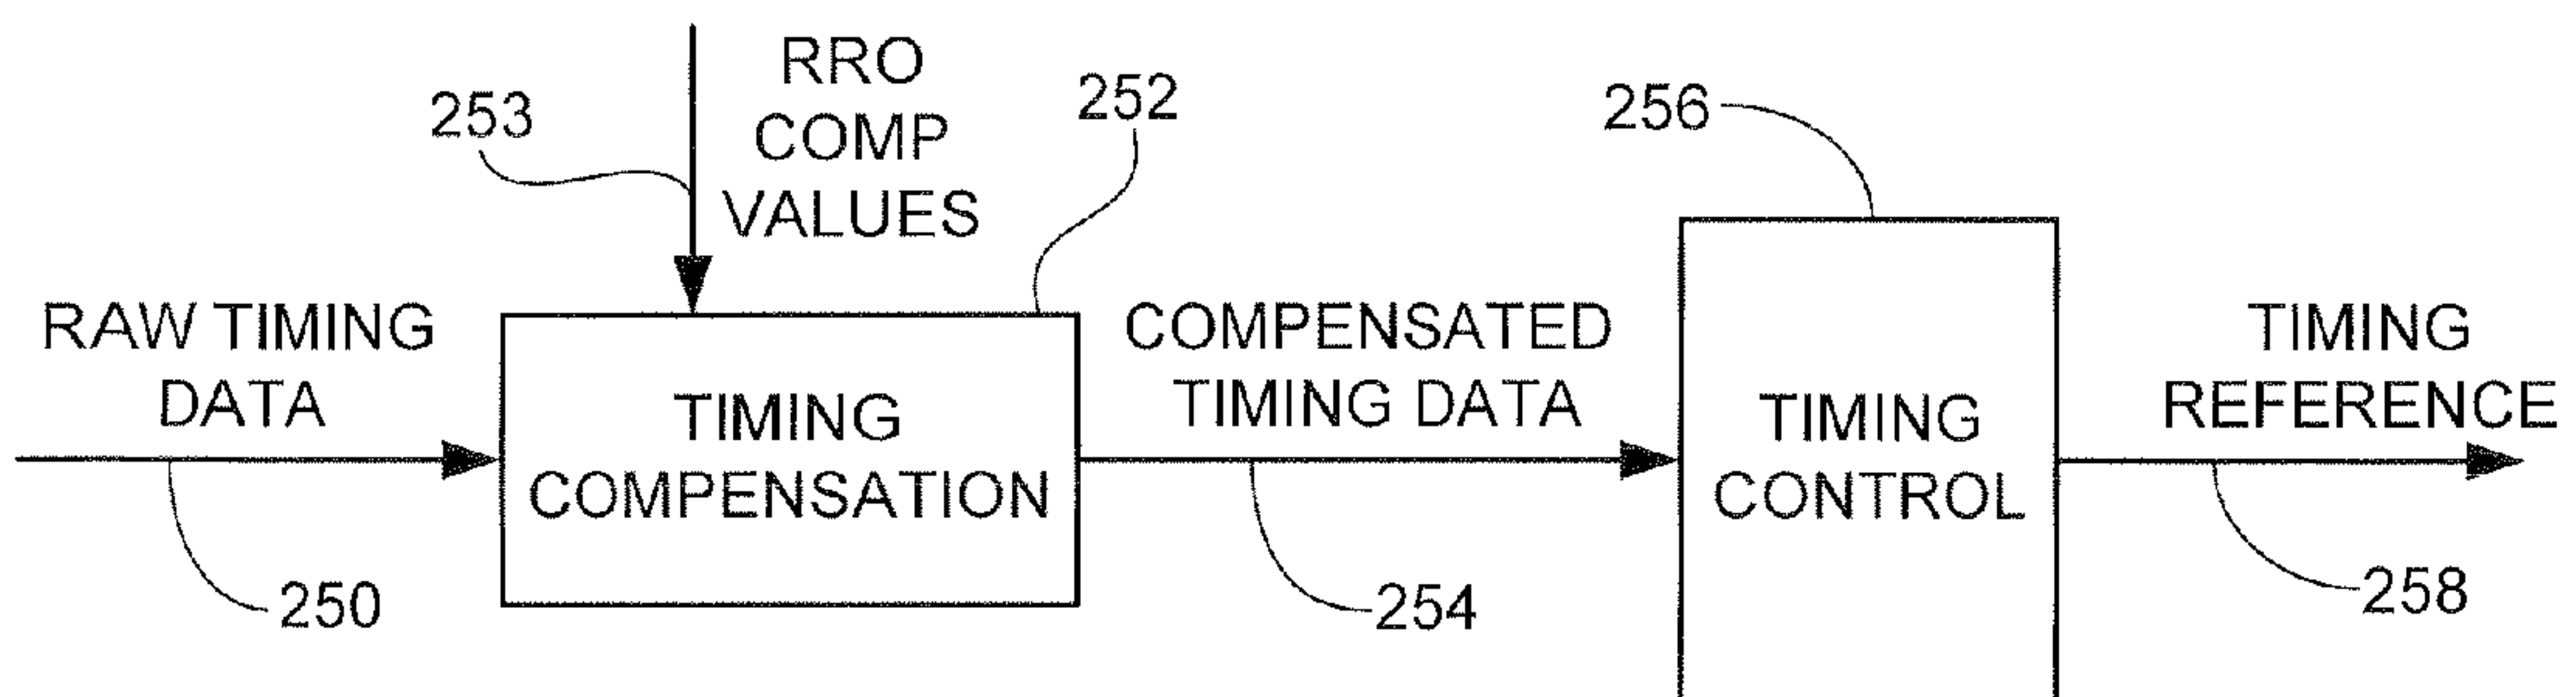 RRO
COMP
VALUES
253
252
256
RAW TIMING
DATA
TIMING
COMPENSATION
COMPENSATED
TIMING DATA
TIMING
CONTROL
TIMING
REFERENCE
250
254
258